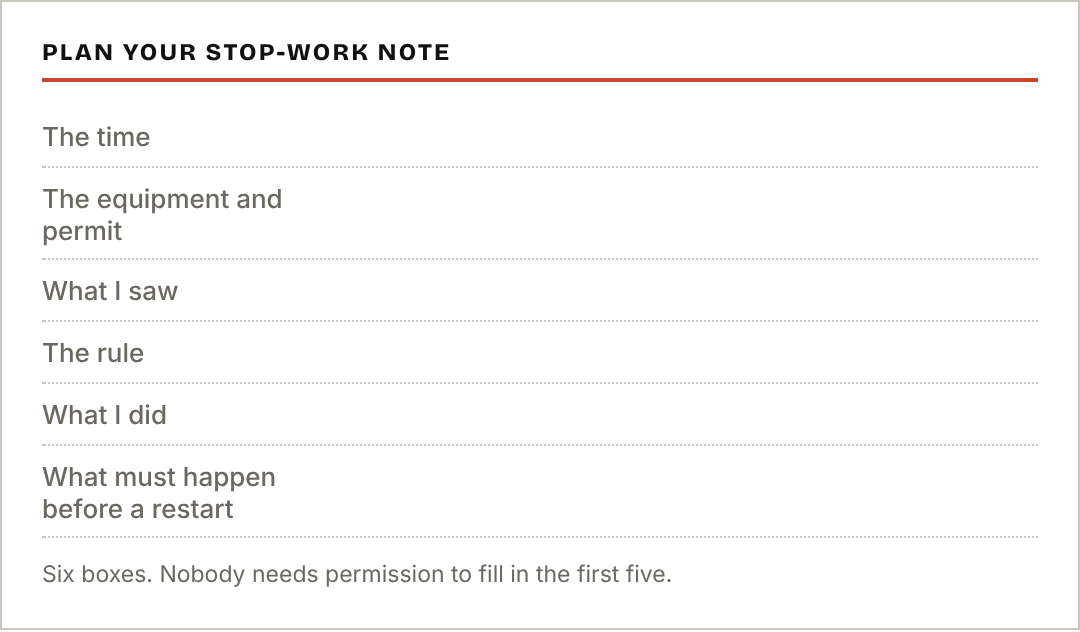 PLAN YOUR STOP-WORK NOTE
The time
The equipment and
permit
What I saw
The rule
What I did
What must happen
before a restart
Six boxes. Nobody needs permission to fill in the first five.